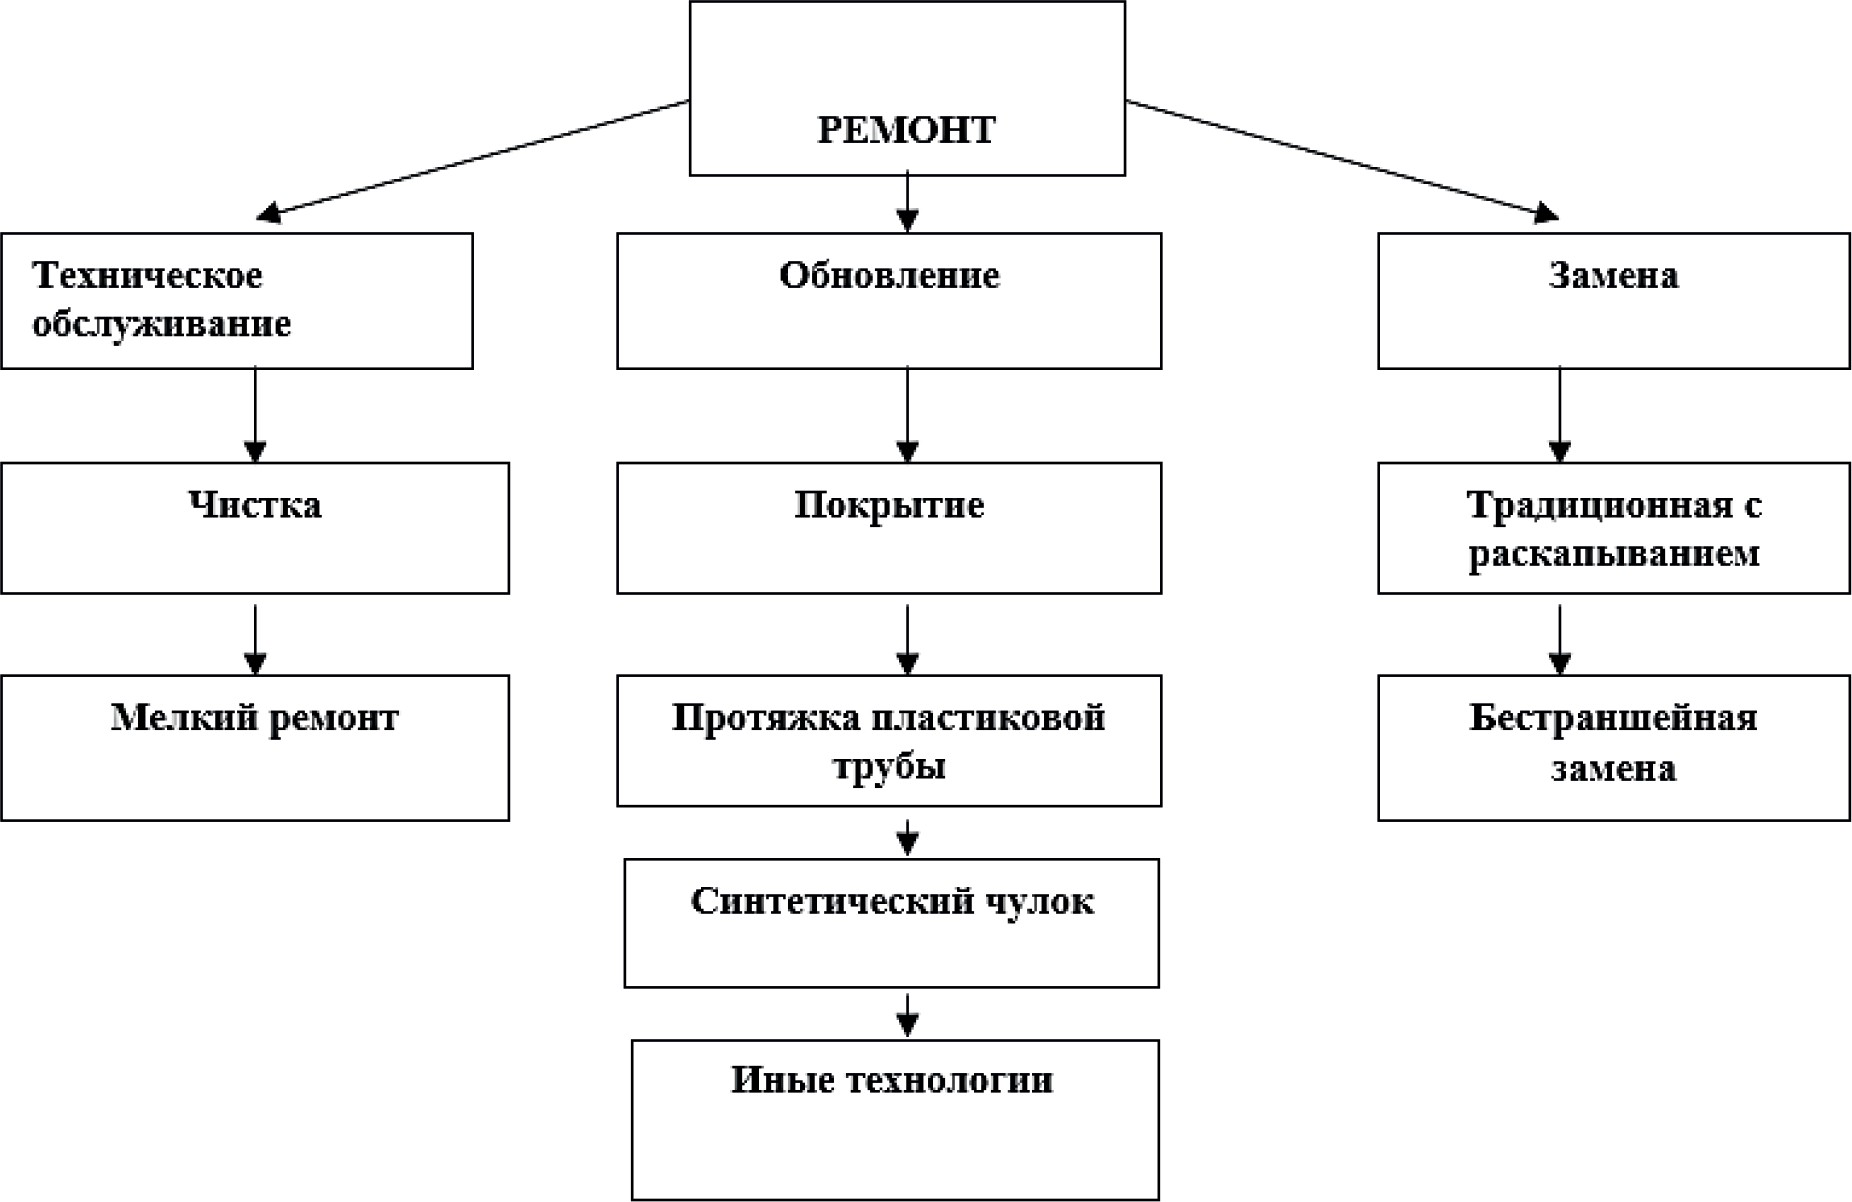 РЕМОНТ
Техническое
обслуживание
Обновление
Замена
Чистка
Покрытие
Традиционная с
раскапыванием
Мелкий ремонт
Протяжка пластиковой
трубы
Бестраншейная
замена
Синтетический чулок
Иные технологии